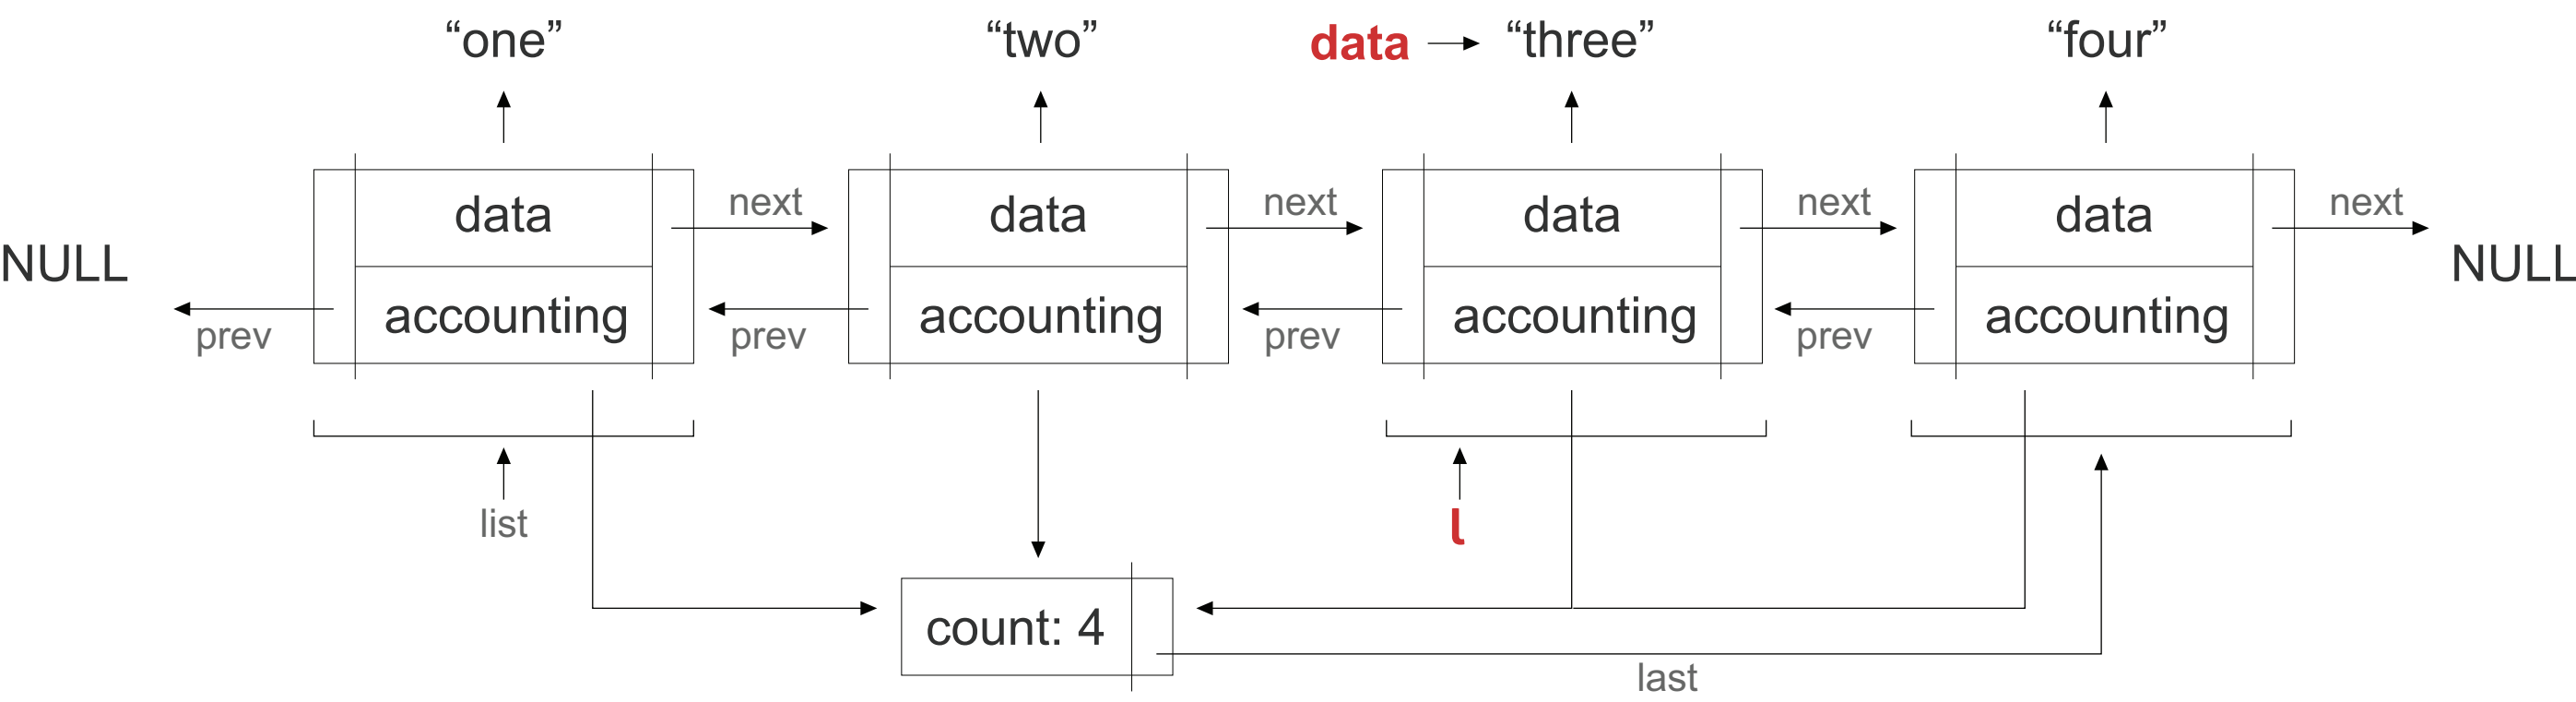 “one” “two” data “three” “four”
data next data next data next data next
NULL NULL
prev accounting prev accounting prev accounting prev accounting
list l
count: 4
last